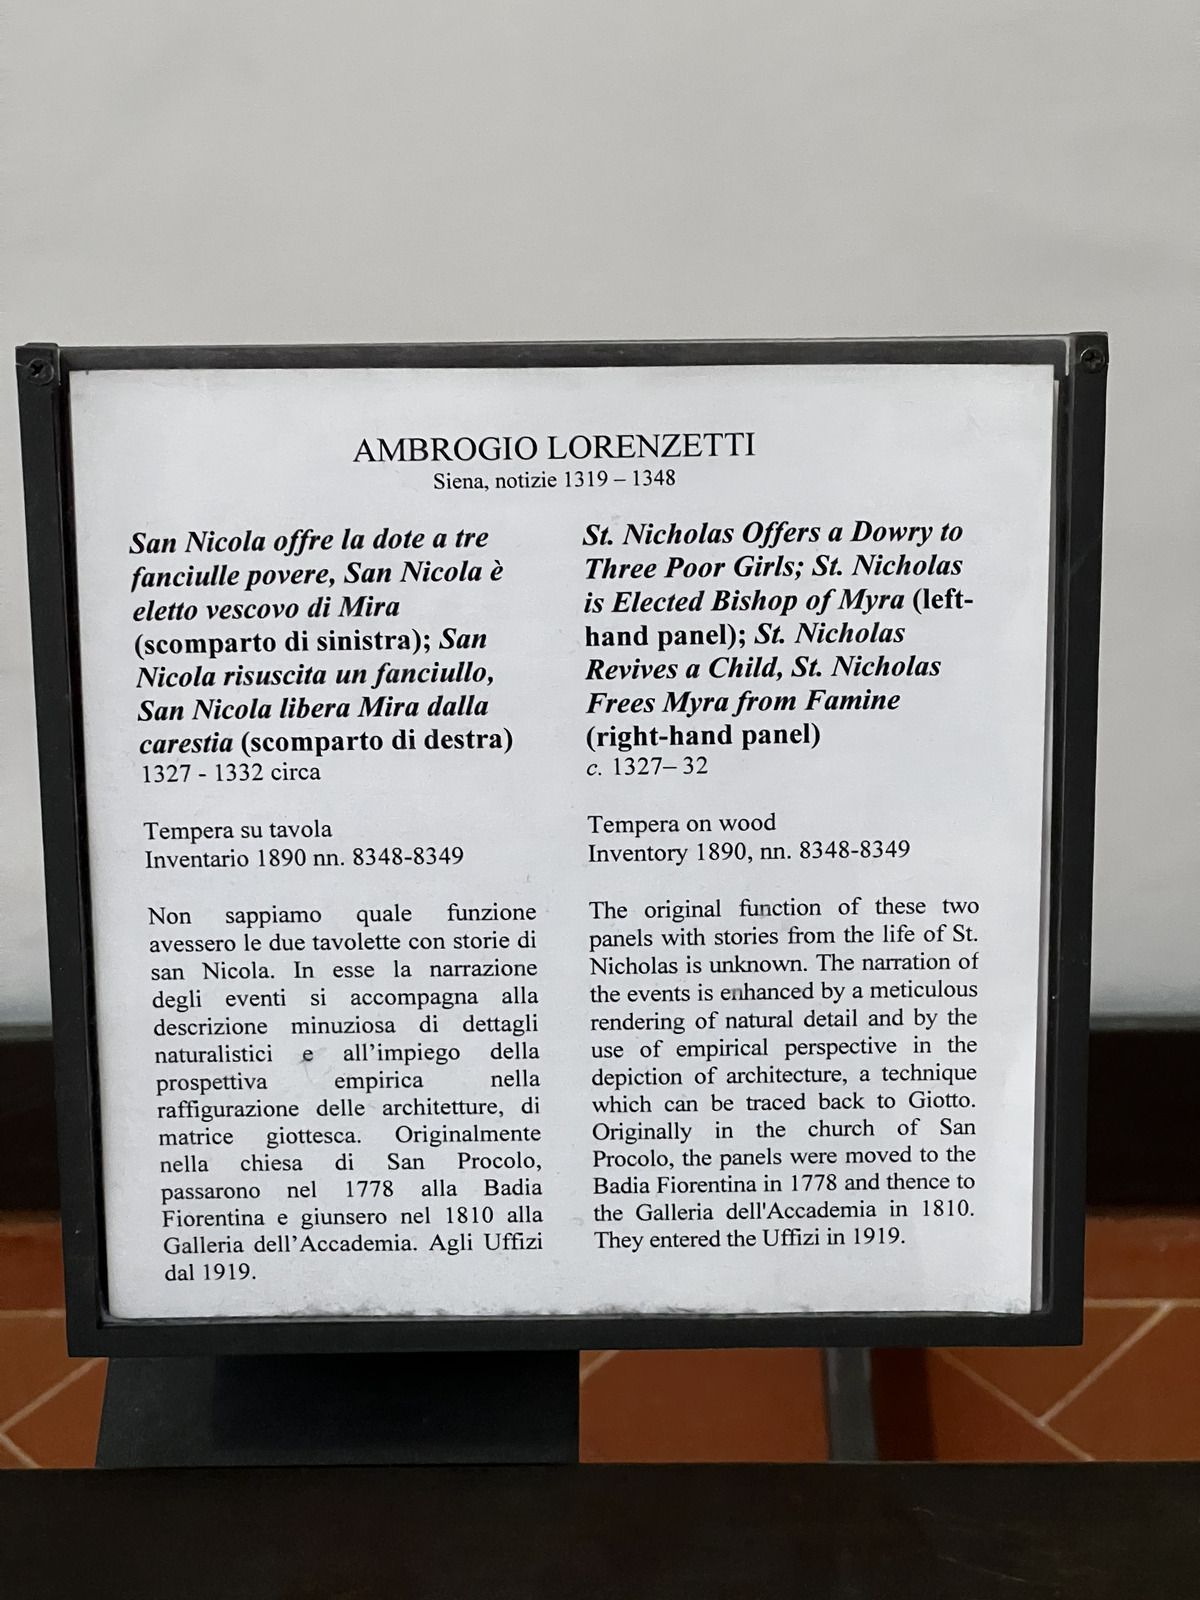 AMBROGIO LORENZETTI
Siena, notizie 1319 – 1348
San Nicola offre la dote a tre
fanciulle povere, San Nicola è
eletto vescovo di Mira
(scomparto di sinistra); San
Nicola risuscita un fanciullo,
San Nicola libera Mira dalla
carestia (scomparto di destra)
1327 - 1332 circa
Tempera su tavola
Inventario 1890 nn. 8348-8349
Non sappiamo quale funzione
avessero le due tavolette con storie di
san Nicola. In esse la narrazione
degli eventi si accompagna alla
descrizione minuziosa di dettagli
naturalistici e all’impiego della
prospettiva empirica nella
raffigurazione delle architetture, di
matrice giottesca. Originalmente
nella chiesa di San Procolo,
passarono nel 1778 alla Badia
Fiorentina e giunsero nel 1810 alla
Galleria dell’Accademia. Agli Uffizi
dal 1919.
St. Nicholas Offers a Dowry to
Three Poor Girls; St. Nicholas
is Elected Bishop of Myra (left-
hand panel); St. Nicholas
Revives a Child, St. Nicholas
Frees Myra from Famine
(right-hand panel)
c. 1327– 32
Tempera on wood
Inventory 1890, nn. 8348-8349
The original function of these two
panels with stories from the life of St.
Nicholas is unknown. The narration of
the events is enhanced by a meticulous
rendering of natural detail and by the
use of empirical perspective in the
depiction of architecture, a technique
which can be traced back to Giotto.
Originally in the church of San
Procolo, the panels were moved to the
Badia Fiorentina in 1778 and thence to
the Galleria dell'Accademia in 1810.
They entered the Uffizi in 1919.